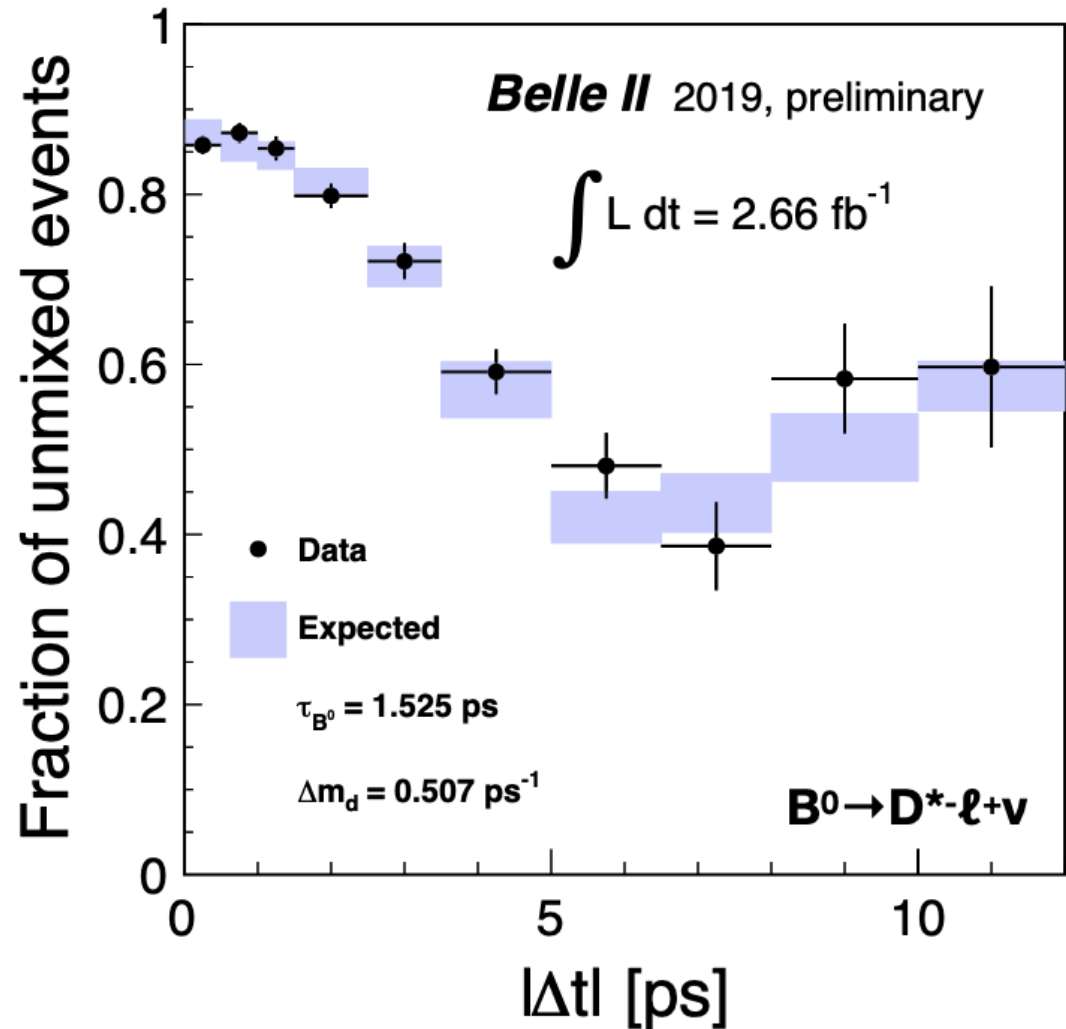 Fraction of unmixed events
1
0.8
0.6
0.4
0.2
0
Belle II 2019, preliminary
∫ L dt = 2.66 fb⁻¹
Data
Expected
τ_B⁰ = 1.525 ps
Δm_d = 0.507 ps⁻¹
B⁰→D*⁻ℓ⁺ν
0 5 10
|Δt| [ps]